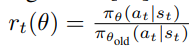 r_t(θ) = π_θ(a_t|s_t) / π_θ_old(a_t|s_t)